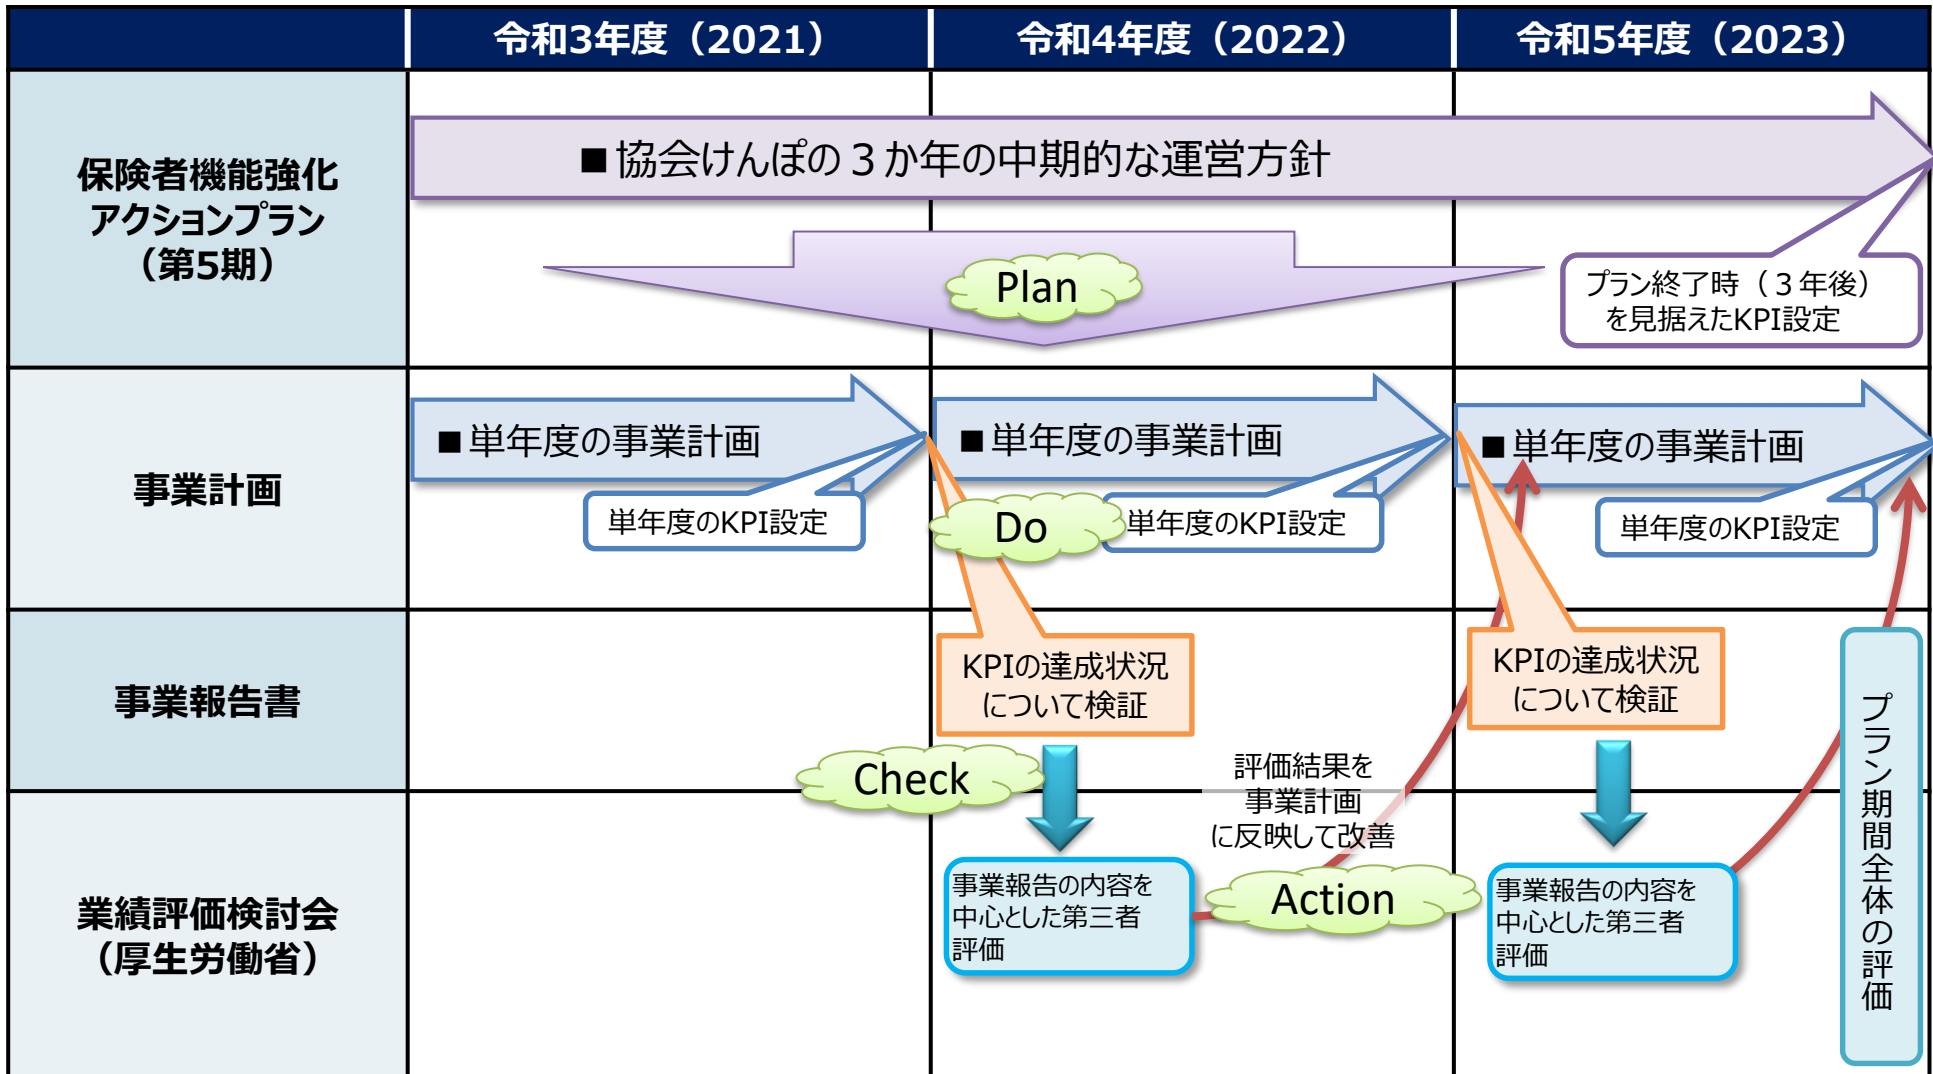 令和3年度（2021）
令和4年度（2022）
令和5年度（2023）
保険者機能強化
アクションプラン
（第5期）
■協会けんぽの３か年の中期的な運営方針
Plan
プラン終了時（３年後）
を見据えたKPI設定
事業計画
■単年度の事業計画
単年度のKPI設定
■単年度の事業計画
Do
単年度のKPI設定
■単年度の事業計画
単年度のKPI設定
事業報告書
KPIの達成状況
について検証
KPIの達成状況
について検証
Check
評価結果を
事業計画
に反映して改善
プラン期間全体の評価
業績評価検討会
（厚生労働省）
事業報告の内容を
中心とした第三者
評価
Action
事業報告の内容を
中心とした第三者
評価